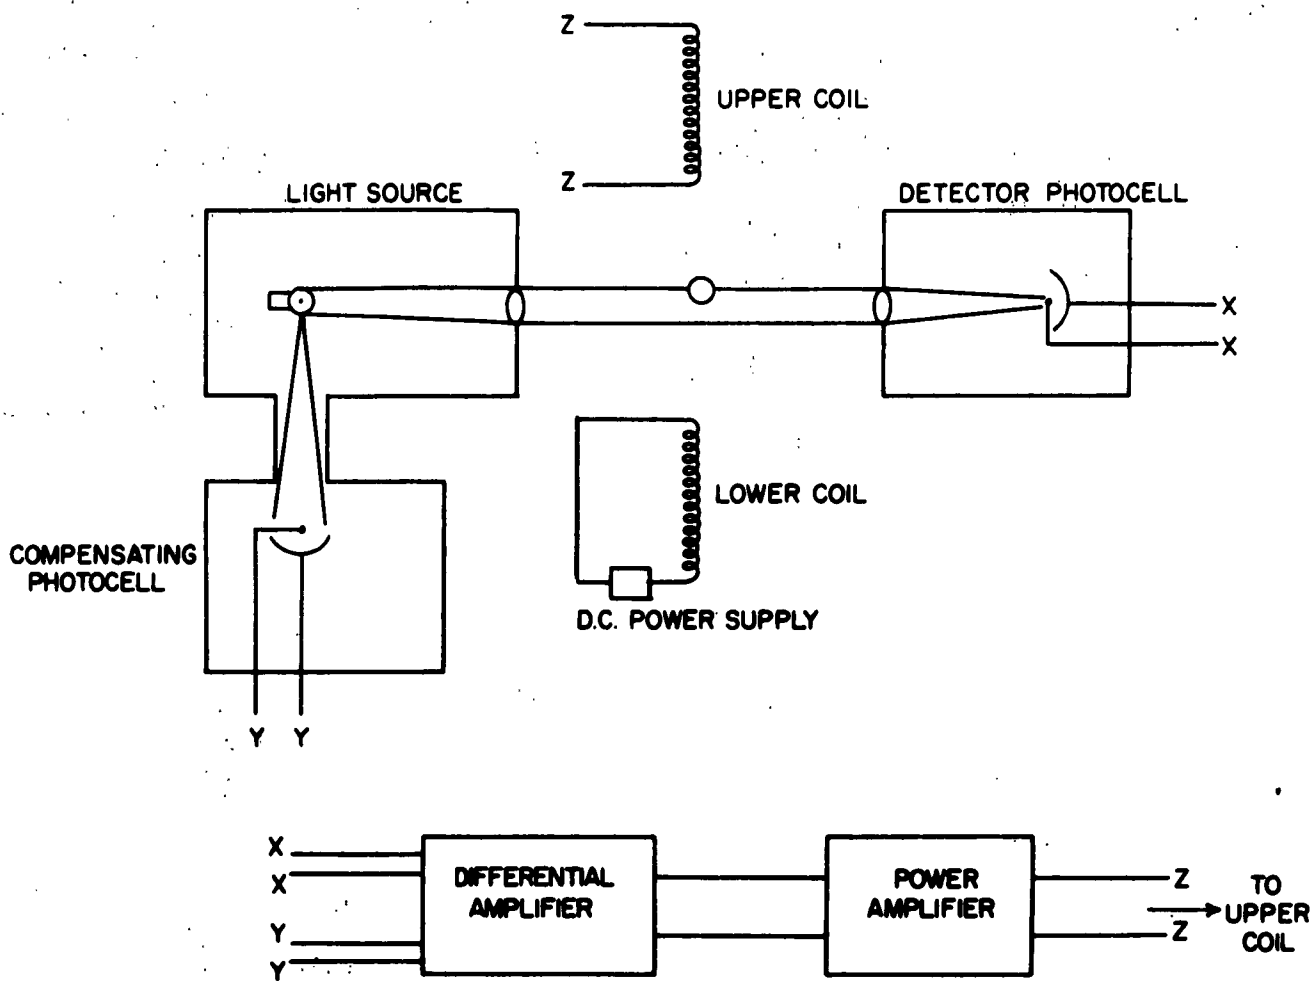 Z
UPPER COIL
Z
LIGHT SOURCE
DETECTOR PHOTOCELL
X
X
LOWER COIL
COMPENSATING
PHOTOCELL
D.C. POWER SUPPLY
Y Y
X
X
Y
Y
DIFFERENTIAL
AMPLIFIER
POWER
AMPLIFIER
Z
Z
TO
UPPER
COIL